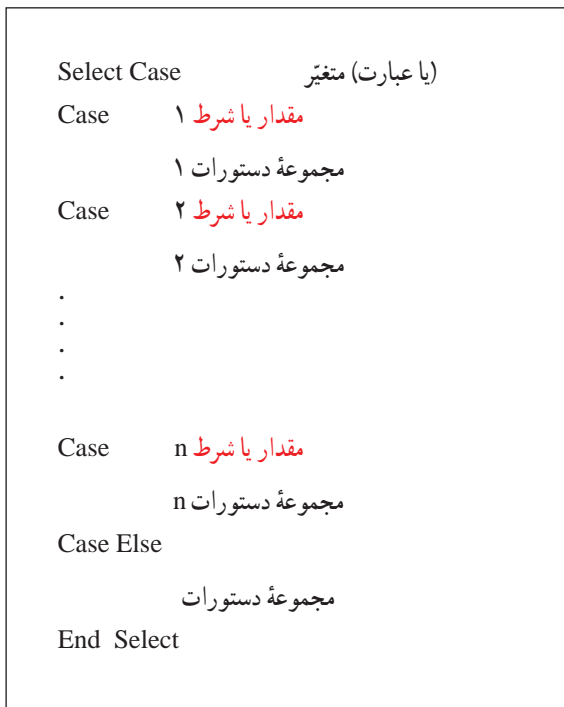 Select Case (یا عبارت) متغیّر
Case مقدار یا شرط ۱
مجموعهٔ دستورات ۱
Case مقدار یا شرط ۲
مجموعهٔ دستورات ۲
.
.
.
.
Case مقدار یا شرط n
مجموعهٔ دستورات n
Case Else
مجموعهٔ دستورات
End Select